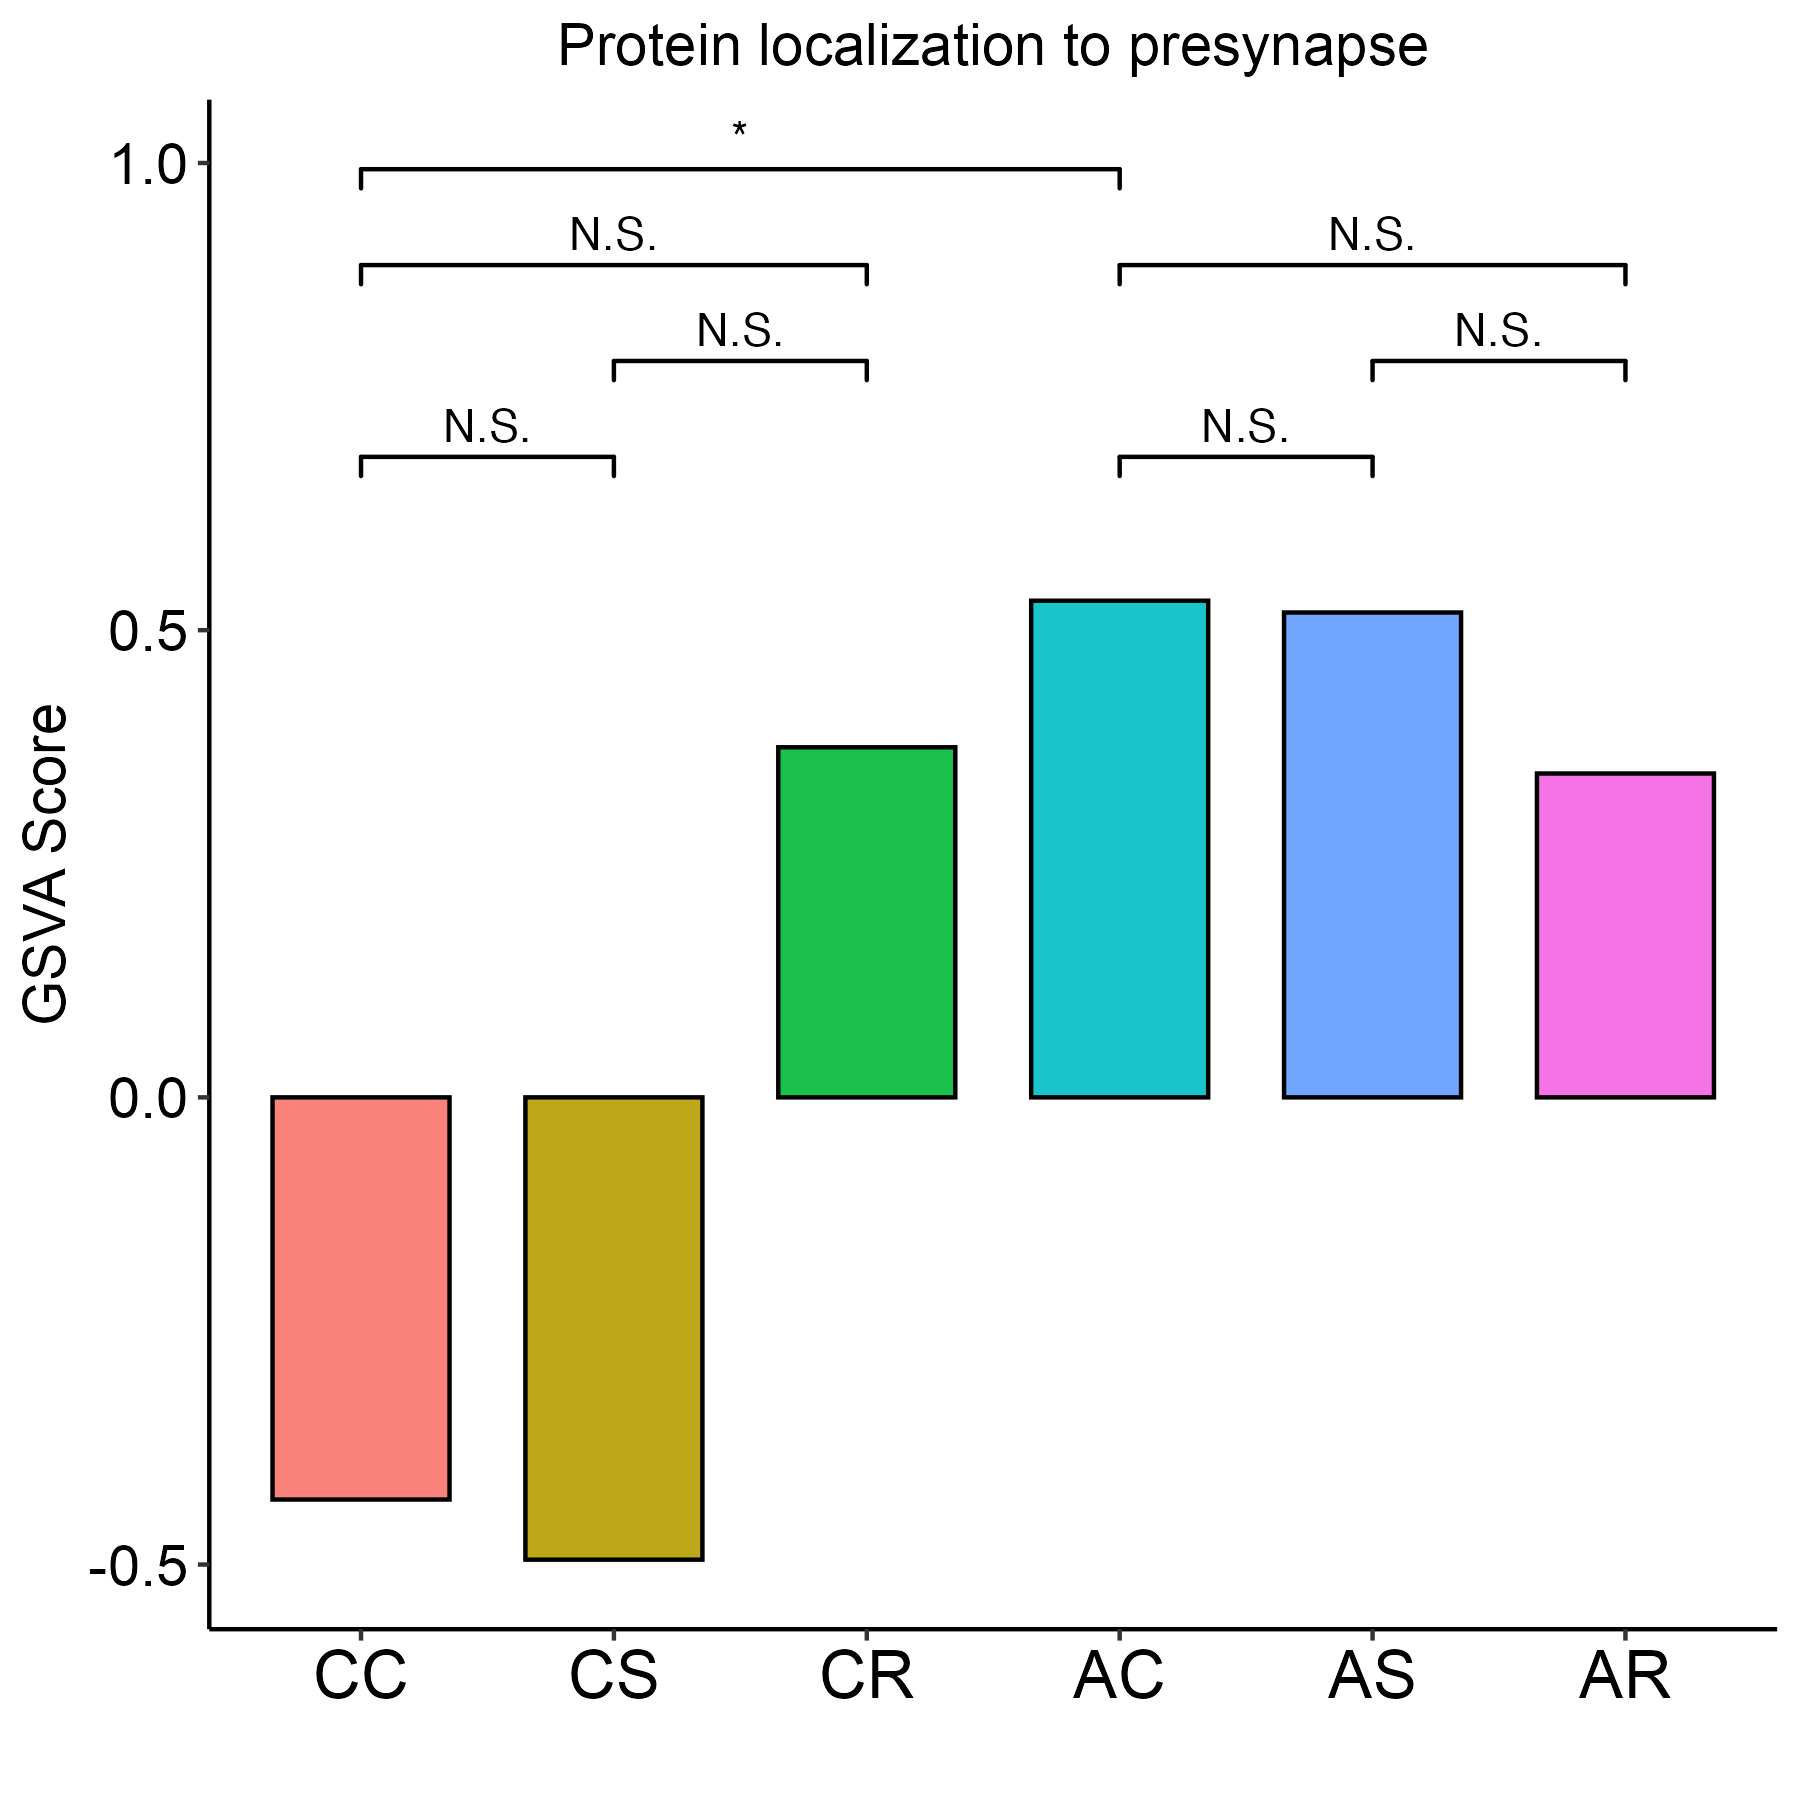 Protein localization to presynapse
*
N.S.
N.S.
N.S.
N.S.
N.S.
N.S.
1.0
0.5
0.0
-0.5
GSVA Score
CC
CS
CR
AC
AS
AR